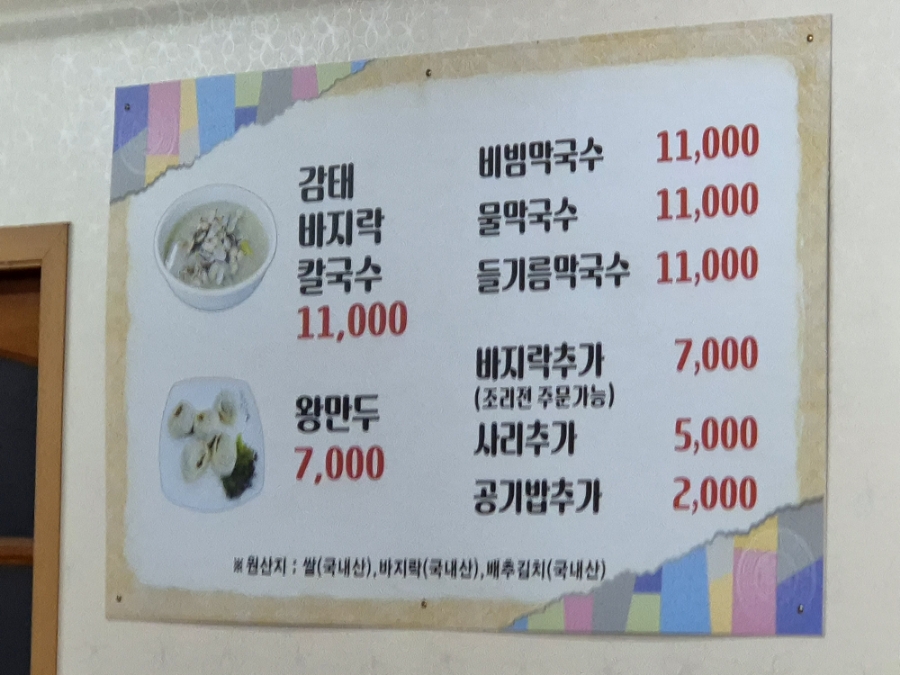 감태
바지락
칼국수
11,000
왕만두
7,000
비빔막국수 11,000
물막국수 11,000
들기름막국수 11,000
바지락추가 7,000
(조리전 주문가능)
사리추가 5,000
공기밥추가 2,000
※원산지 : 쌀(국내산),바지락(국내산),배추김치(국내산)